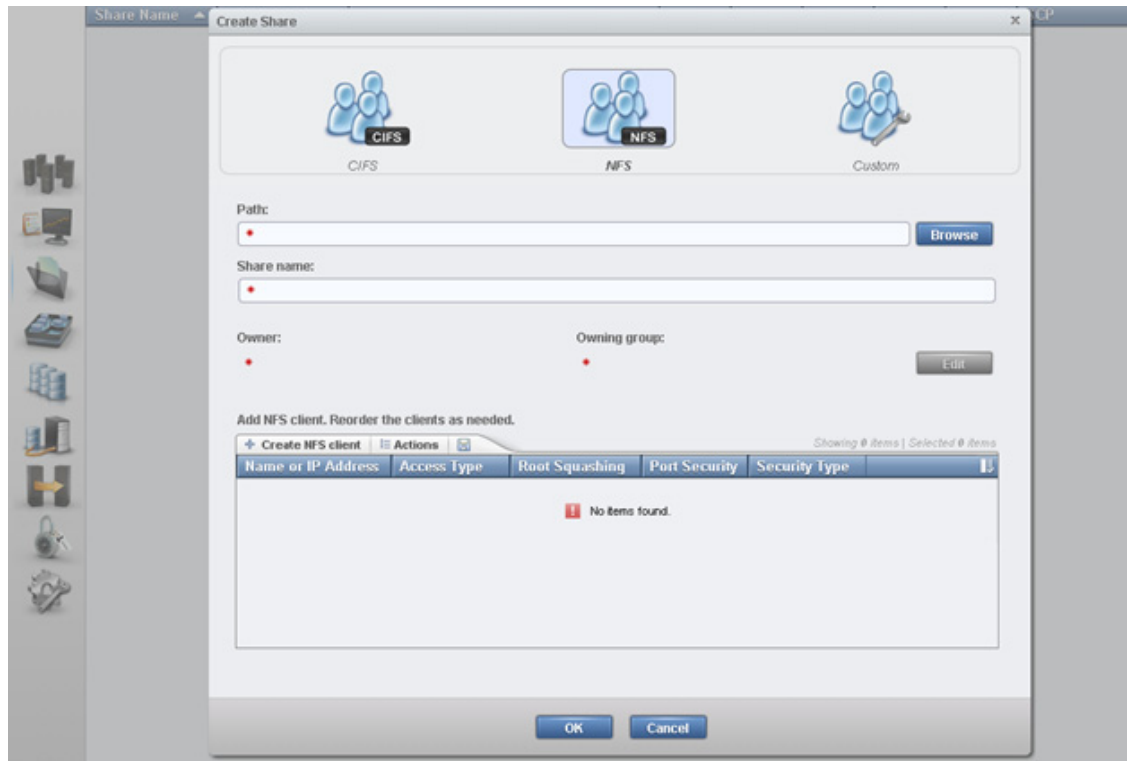 Share Name
CP
Create Share
x
CIFS
NFS
CIFS
NFS
Custom
Path:
Browse
Share name:
Owner:
Owning group:
Edit
Add NFS client. Reorder the clients as needed.
+ Create NFS client Actions
Showing 0 items | Selected 0 items
Name or IP Address Access Type Root Squashing Port Security Security Type
! No items found.
OK Cancel